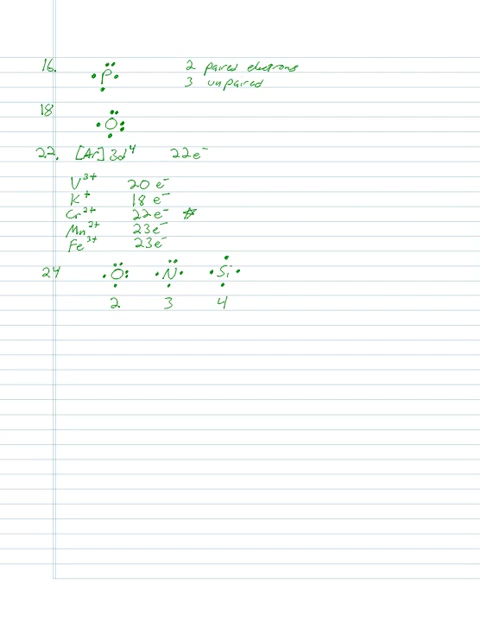 16. P 2 paired electrons
3 unpaired
18 O
22. [Ar] 3d⁴ 22e⁻
V³⁺ 20 e⁻
K⁺ 18 e⁻
Cr²⁺ 22e⁻ ☆
Mn²⁺ 23e⁻
Fe³⁺ 23e⁻
24 O N Si
2 3 4